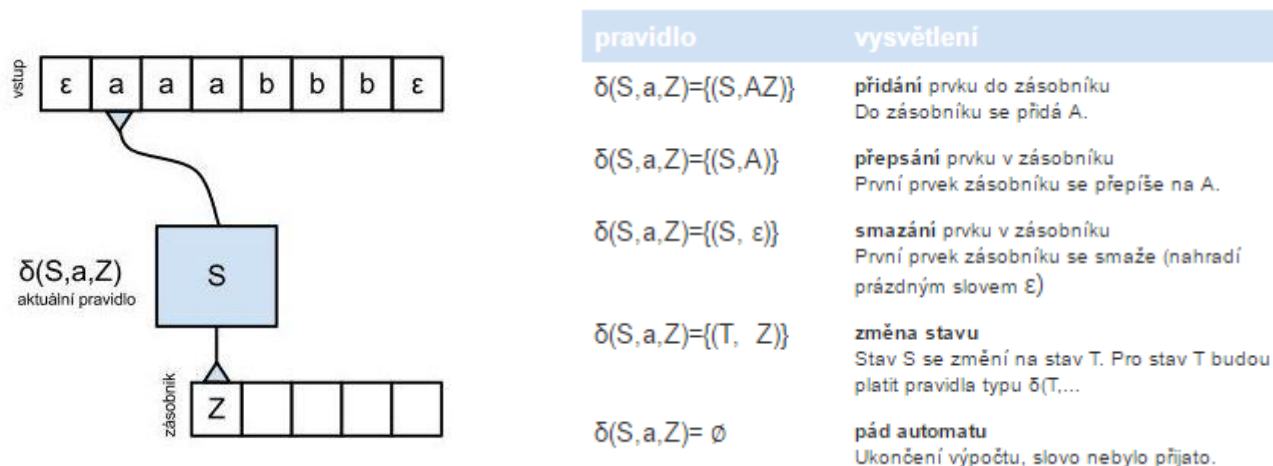 vstup
ε a a a b b b ε
δ(S,a,Z)
aktuální pravidlo
S
zásobník
Z
pravidlo vysvětlení
δ(S,a,Z)={(S,AZ)} přidání prvku do zásobníku
Do zásobníku se přidá A.
δ(S,a,Z)={(S,A)} přepsání prvku v zásobníku
První prvek zásobníku se přepíše na A.
δ(S,a,Z)={(S, ε)} smazání prvku v zásobníku
První prvek zásobníku se smaže (nahradí
prázdným slovem ε)
δ(S,a,Z)={(T, Z)} změna stavu
Stav S se změní na stav T. Pro stav T budou
platit pravidla typu δ(T,...
δ(S,a,Z)= ∅ pád automatu
Ukončení výpočtu, slovo nebylo přijato.